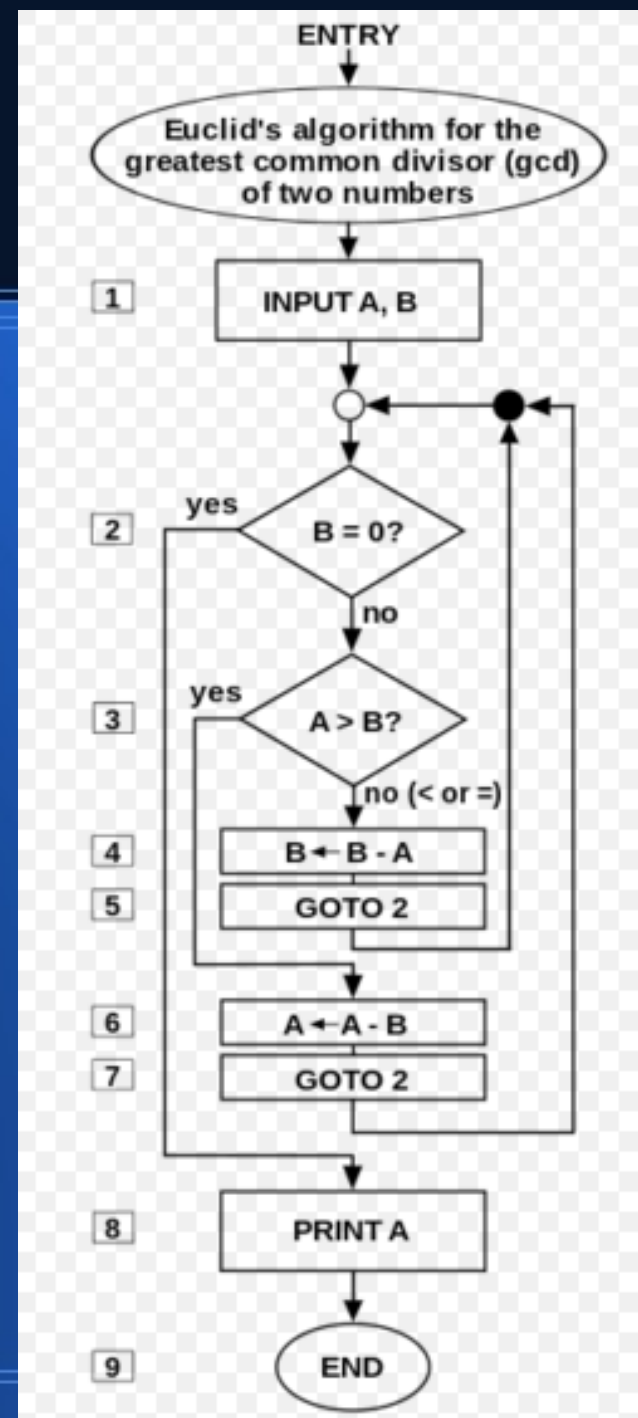 ENTRY
Euclid's algorithm for the
greatest common divisor (gcd)
of two numbers
1
INPUT A, B
yes
2
B = 0?
no
yes
3
A > B?
no (< or =)
4
B ← B - A
5
GOTO 2
6
A ← A - B
7
GOTO 2
8
PRINT A
9
END